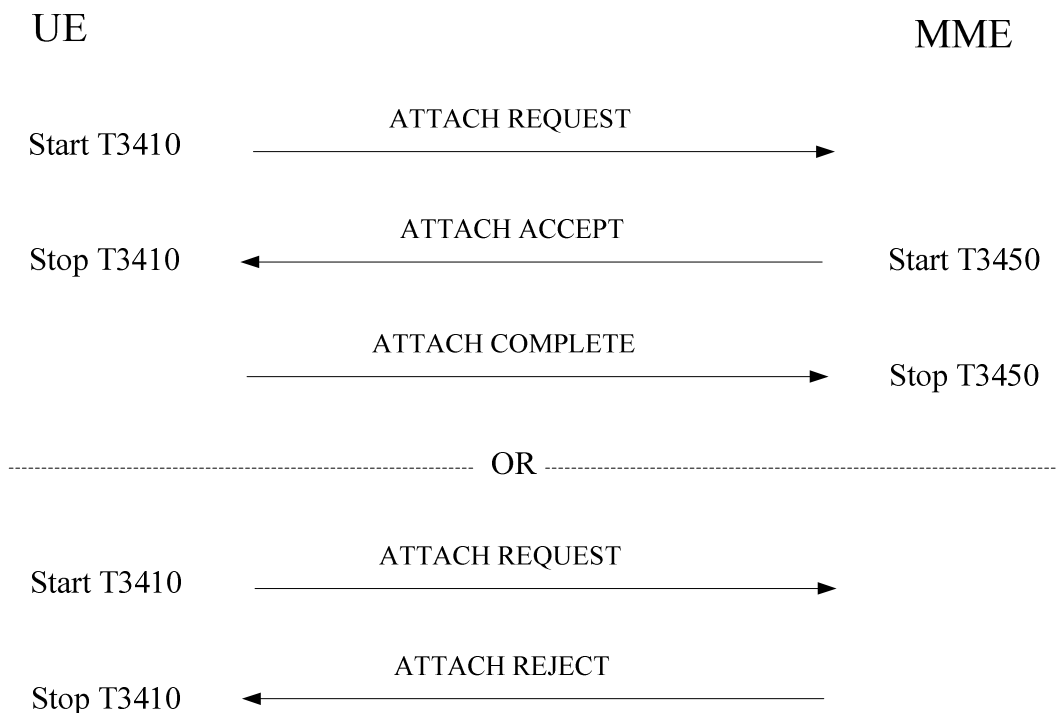 UE
MME
ATTACH REQUEST
Start T3410
ATTACH ACCEPT
Stop T3410
Start T3450
ATTACH COMPLETE
Stop T3450
OR
ATTACH REQUEST
Start T3410
ATTACH REJECT
Stop T3410